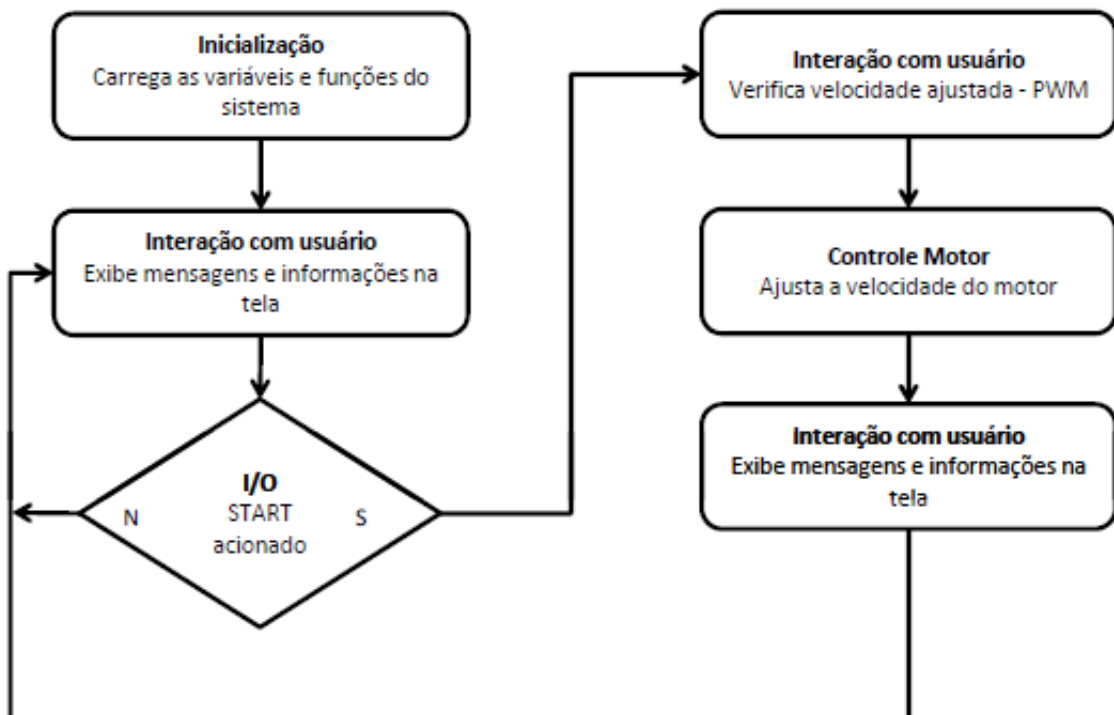 Inicialização
Carrega as variáveis e funções do
sistema
Interação com usuário
Exibe mensagens e informações na
tela
I/O
START
acionado
N
S
Interação com usuário
Verifica velocidade ajustada - PWM
Controle Motor
Ajusta a velocidade do motor
Interação com usuário
Exibe mensagens e informações na
tela